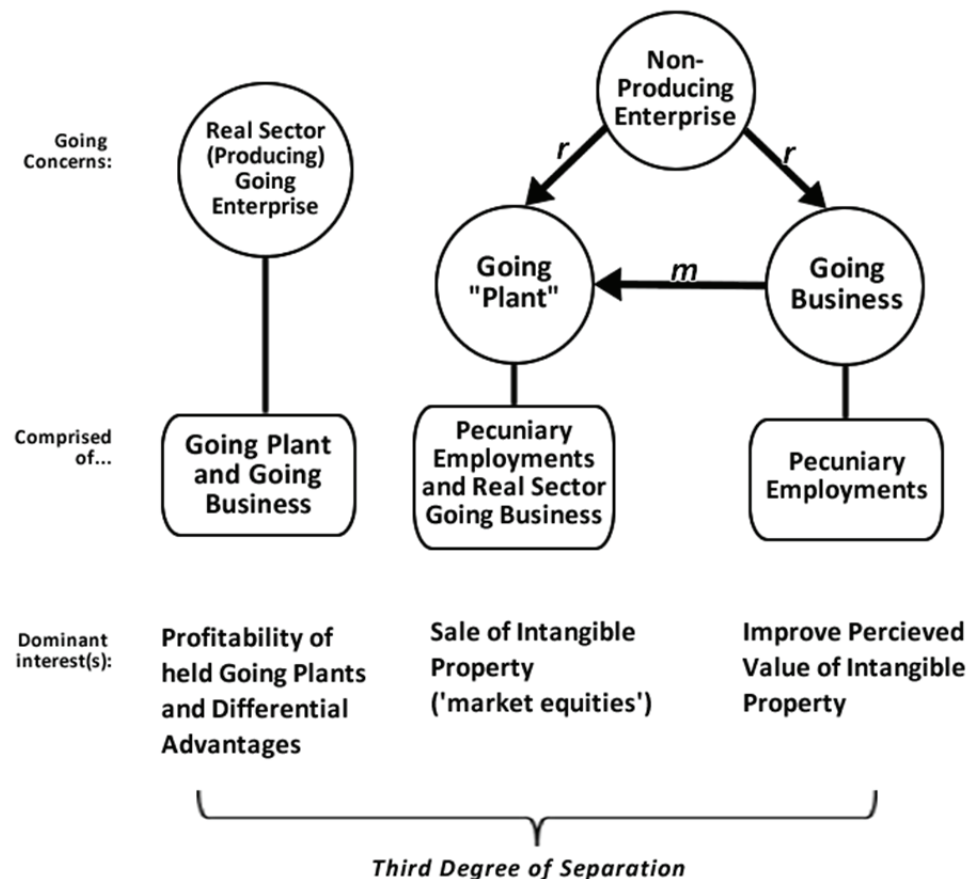 Non-
Producing
Enterprise
Going
Concerns:
Real Sector
(Producing)
Going
Enterprise
r
r
Going
"Plant"
m
Going
Business
Comprised
of...
Going Plant
and Going
Business
Pecuniary
Employments
and Real Sector
Going Business
Pecuniary
Employments
Dominant
interest(s):
Profitability of
held Going Plants
and Differential
Advantages
Sale of Intangible
Property
('market equities')
Improve Percieved
Value of Intangible
Property
Third Degree of Separation